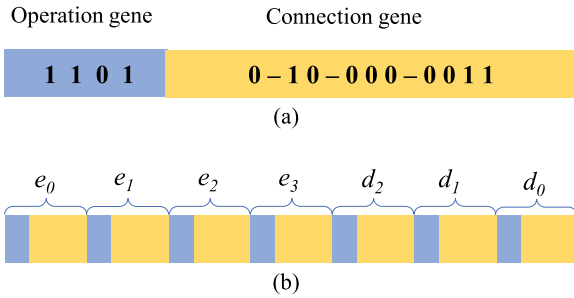 Operation gene Connection gene
1 1 0 1 0 – 1 0 – 0 0 0 – 0 0 1 1
(a)
e0 e1 e2 e3 d2 d1 d0
(b)